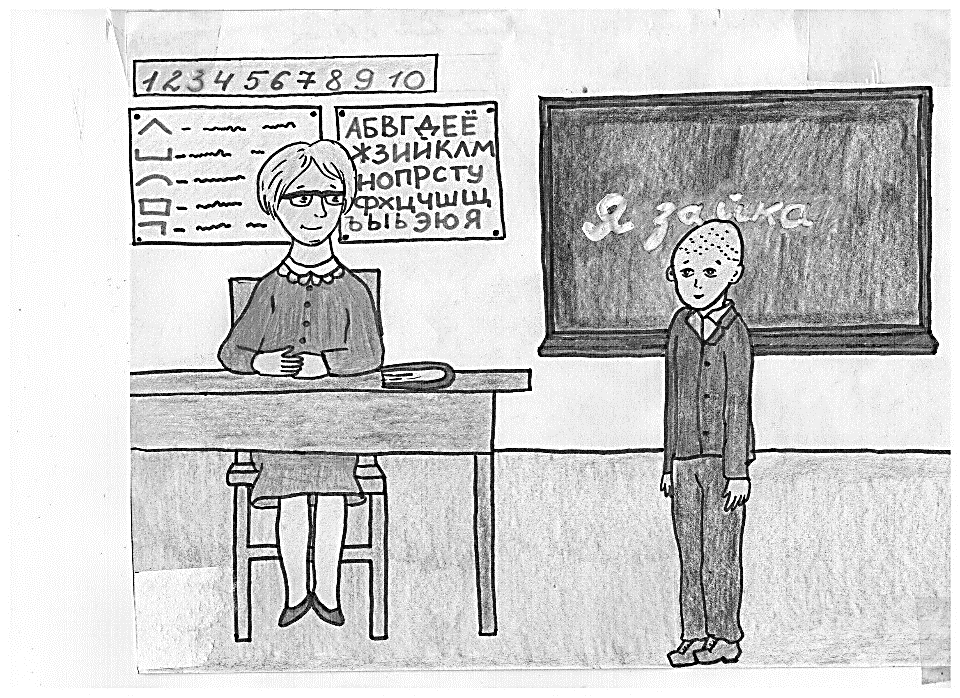 12345678910
АБВГДЕЁ
ЖЗИЙКЛМ
НОПРСТУ
ФХЦЧШЩ
ЪЫЬЭЮЯ
Я зайка